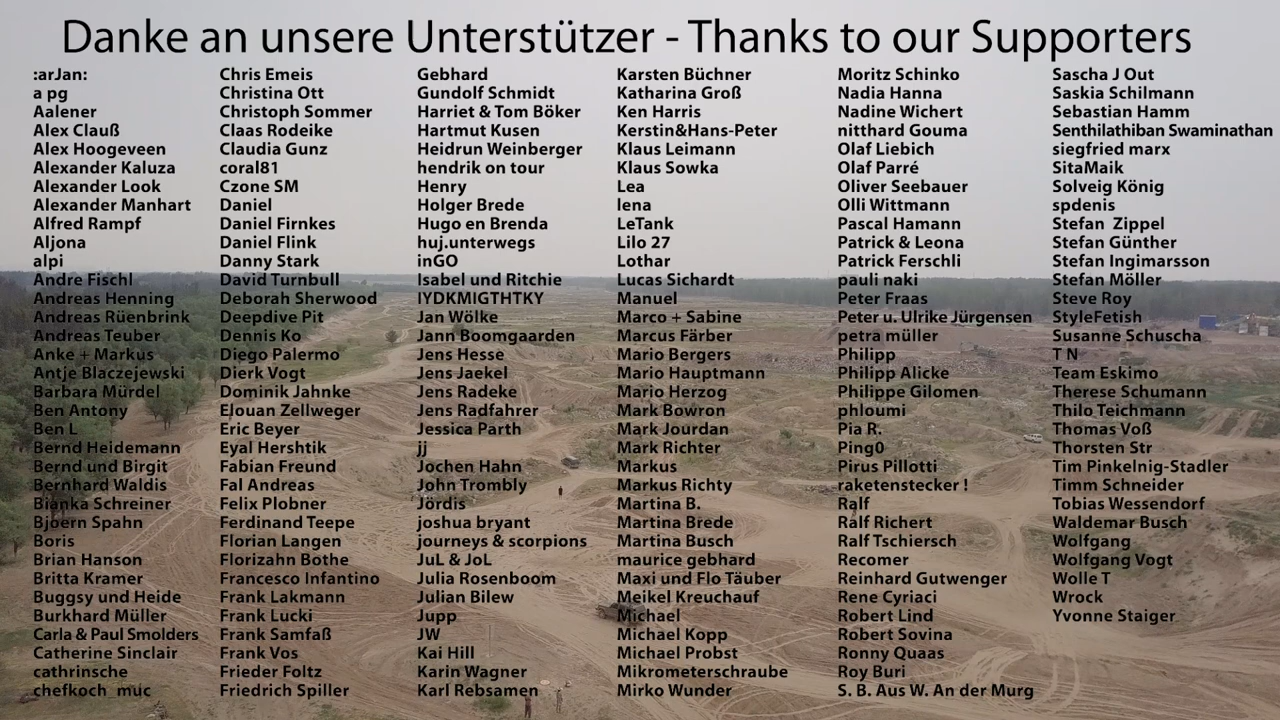 Danke an unsere Unterstützer - Thanks to our Supporters
:arJan:
a pg
Aalener
Alex Clauß
Alex Hoogeveen
Alexander Kaluza
Alexander Look
Alexander Manhart
Alfred Rampf
Aljona
alpi
Andre Fischl
Andreas Henning
Andreas Rüenbrink
Andreas Teuber
Anke + Markus
Antje Blaczejewski
Barbara Mürdel
Ben Antony
Ben L
Bernd Heidemann
Bernd und Birgit
Bernhard Waldis
Bianka Schreiner
Bjoern Spahn
Boris
Brian Hanson
Britta Kramer
Buggsy und Heide
Burkhard Müller
Carla & Paul Smolders
Catherine Sinclair
cathrinsche
chefkoch_muc
Chris Emeis
Christina Ott
Christoph Sommer
Claas Rodeike
Claudia Gunz
coral81
Czone SM
Daniel
Daniel Firnkes
Daniel Flink
Danny Stark
David Turnbull
Deborah Sherwood
Deepdive Pit
Dennis Ko
Diego Palermo
Dierk Vogt
Dominik Jahnke
Elouan Zellweger
Eric Beyer
Eyal Hershtik
Fabian Freund
Fal Andreas
Felix Plobner
Ferdinand Teepe
Florian Langen
Florizahn Bothe
Francesco Infantino
Frank Lakmann
Frank Lucki
Frank Samfaß
Frank Vos
Frieder Foltz
Friedrich Spiller
Gebhard
Gundolf Schmidt
Harriet & Tom Böker
Hartmut Kusen
Heidrun Weinberger
hendrik on tour
Henry
Holger Brede
Hugo en Brenda
huj.unterwegs
inGO
Isabel und Ritchie
IYDKMIGTHTKY
Jan Wölke
Jann Boomgaarden
Jens Hesse
Jens Jaekel
Jens Radeke
Jens Radfahrer
Jessica Parth
jj
Jochen Hahn
John Trombly
Jördis
joshua bryant
journeys & scorpions
JuL & JoL
Julia Rosenboom
Julian Bilew
Jupp
JW
Kai Hill
Karin Wagner
Karl Rebsamen
Karsten Büchner
Katharina Groß
Ken Harris
Kerstin&Hans-Peter
Klaus Leimann
Klaus Sowka
Lea
lena
LeTank
Lilo 27
Lothar
Lucas Sichardt
Manuel
Marco + Sabine
Marcus Färber
Mario Bergers
Mario Hauptmann
Mario Herzog
Mark Bowron
Mark Jourdan
Mark Richter
Markus
Markus Richty
Martina B.
Martina Brede
Martina Busch
maurice gebhard
Maxi und Flo Täuber
Meikel Kreuchauf
Michael
Michael Kopp
Michael Probst
Mikrometerschraube
Mirko Wunder
Moritz Schinko
Nadia Hanna
Nadine Wichert
nitthard Gouma
Olaf Liebich
Olaf Parré
Oliver Seebauer
Olli Wittmann
Pascal Hamann
Patrick & Leona
Patrick Ferschli
pauli naki
Peter Fraas
Peter u. Ulrike Jürgensen
petra müller
Philipp
Philipp Alicke
Philippe Gilomen
phloumi
Pia R.
Ping0
Pirus Pillotti
raketenstecker !
Ralf
Ralf Richert
Ralf Tschiersch
Recomer
Reinhard Gutwenger
Rene Cyriaci
Robert Lind
Robert Sovina
Ronny Quaas
Roy Buri
S. B. Aus W. An der Murg
Sascha J Out
Saskia Schilmann
Sebastian Hamm
Senthilathiban Swaminathan
siegfried marx
SitaMaik
Solveig König
spdenis
Stefan  Zippel
Stefan Günther
Stefan Ingimarsson
Stefan Möller
Steve Roy
StyleFetish
Susanne Schuscha
T N
Team Eskimo
Therese Schumann
Thilo Teichmann
Thomas Voß
Thorsten Str
Tim Pinkelnig-Stadler
Timm Schneider
Tobias Wessendorf
Waldemar Busch
Wolfgang
Wolfgang Vogt
Wolle T
Wrock
Yvonne Staiger